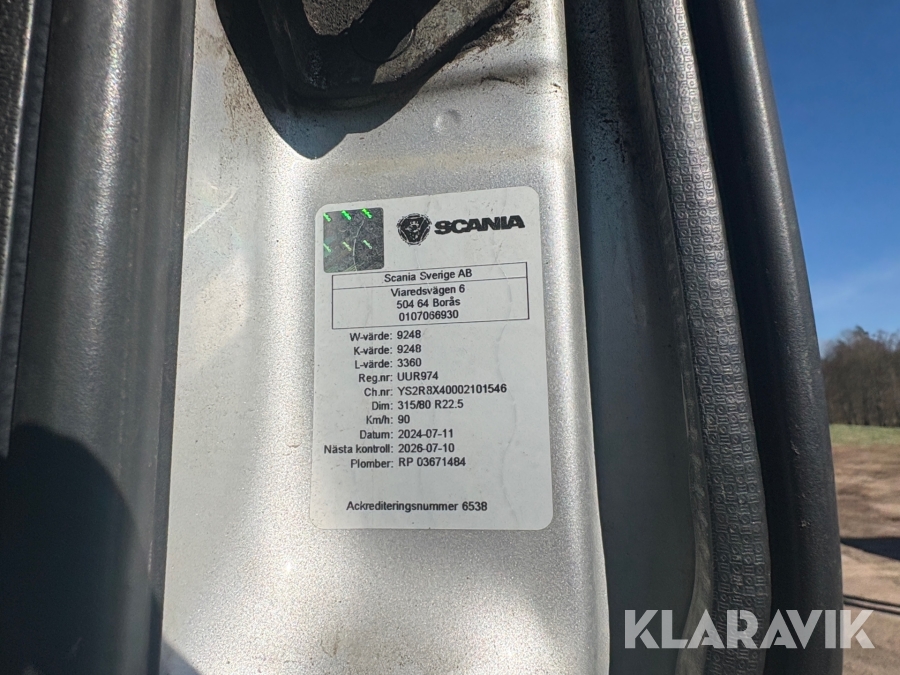 SCANIA
Scania Sverige AB
Viaredsvägen 6
504 64 Borås
0107066930
W-värde: 9248
K-värde: 9248
L-värde: 3360
Reg.nr: UUR974
Ch.nr: YS2R8X40002101546
Dim: 315/80 R22.5
Km/h: 90
Datum: 2024-07-11
Nästa kontroll: 2026-07-10
Plomber: RP 03671484
Ackrediteringsnummer 6538
KLARAVIK